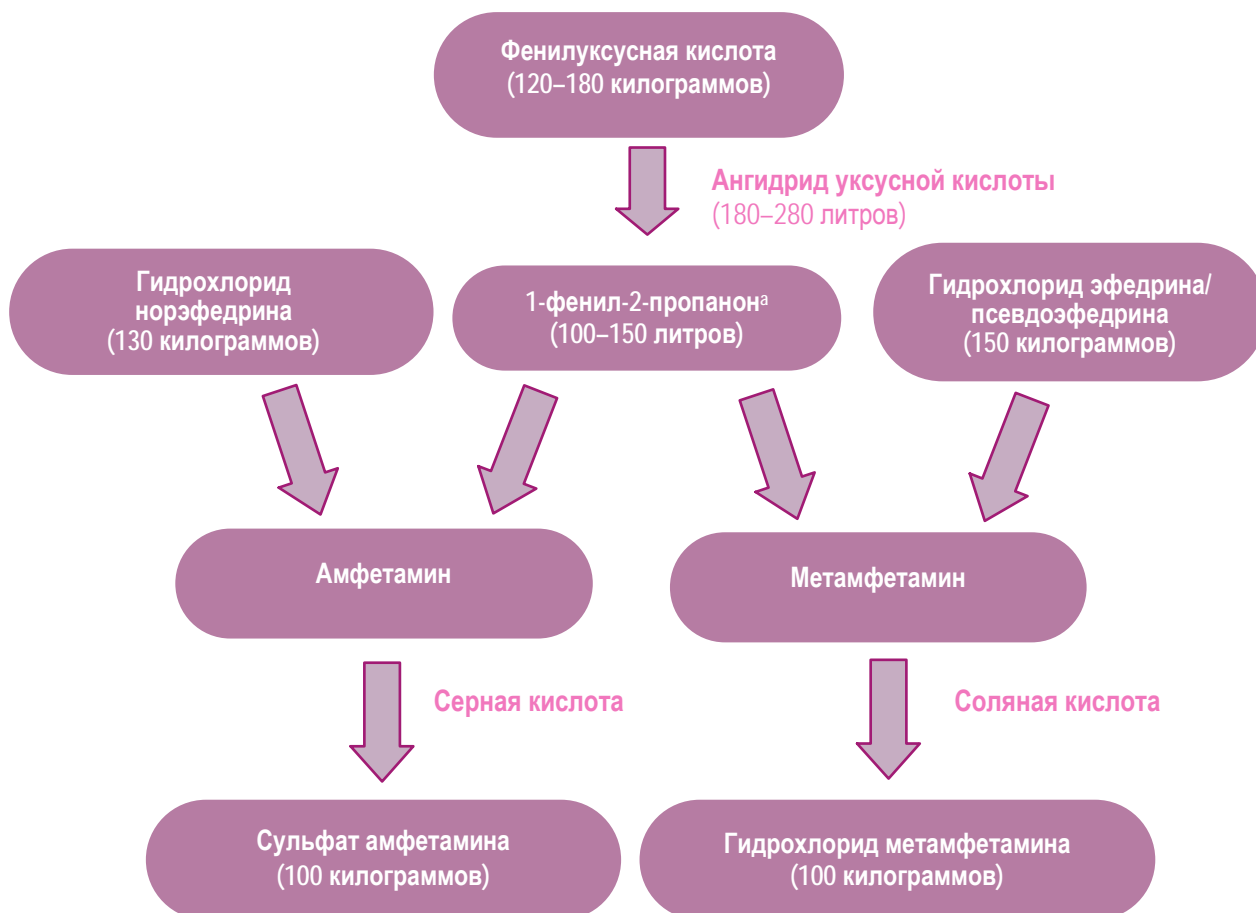 Фенилуксусная кислота
(120–180 килограммов)
Ангидрид уксусной кислоты
(180–280 литров)
Гидрохлорид
норэфедрина
(130 килограммов)
1-фенил-2-пропанонª
(100–150 литров)
Гидрохлорид эфедрина/
псевдоэфедрина
(150 килограммов)
Амфетамин
Метамфетамин
Серная кислота
Соляная кислота
Сульфат амфетамина
(100 килограммов)
Гидрохлорид метамфетамина
(100 килограммов)